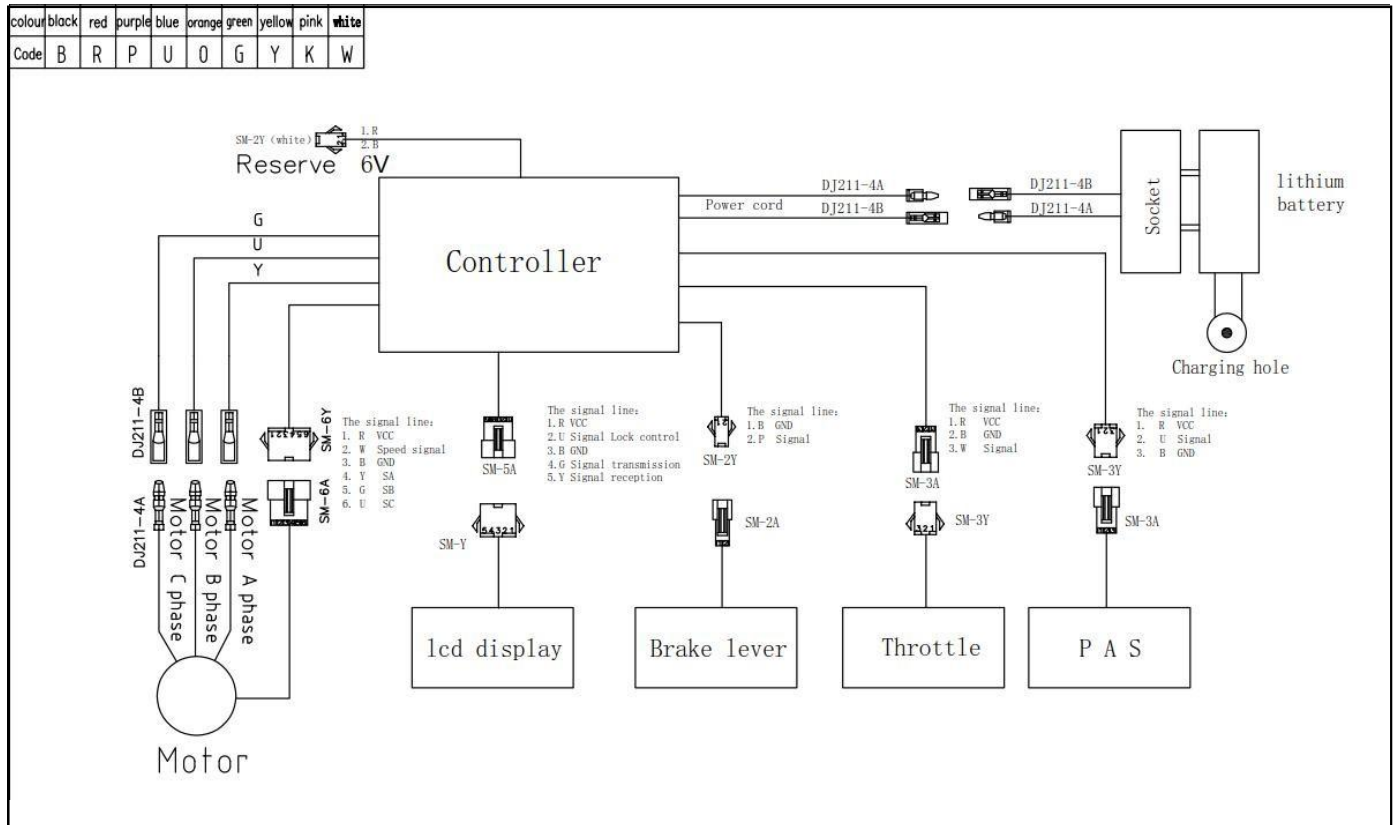 colour black red purple blue orange green yellow pink white
Code B R P U O G Y K W
SM-2Y (white)
2 1
1.R
2.B
Reserve 6V
G
U
Y
Controller
Power cord
DJ211-4A
DJ211-4B
DJ211-4B
DJ211-4A
Socket
lithium
battery
Charging hole
DJ211-4B
DJ211-4A
654321
SM-6Y
SM-6A
The signal line:
1. R VCC
2. W Speed signal
3. B GND
4. Y SA
5. G SB
6. U SC
Motor C phase
Motor B phase
Motor A phase
Motor
SM-5A
The signal line:
1.R VCC
2.U Signal Lock control
3.B GND
4.G Signal transmission
5.Y Signal reception
SM-Y
54321
lcd display
SM-2Y
The signal line:
1.B GND
2.P Signal
SM-2A
Brake lever
SM-3A
The signal line:
1.R VCC
2.B GND
3.W Signal
SM-3Y
321
Throttle
SM-3Y
The signal line:
1. R VCC
2. U Signal
3. B GND
SM-3A
P A S